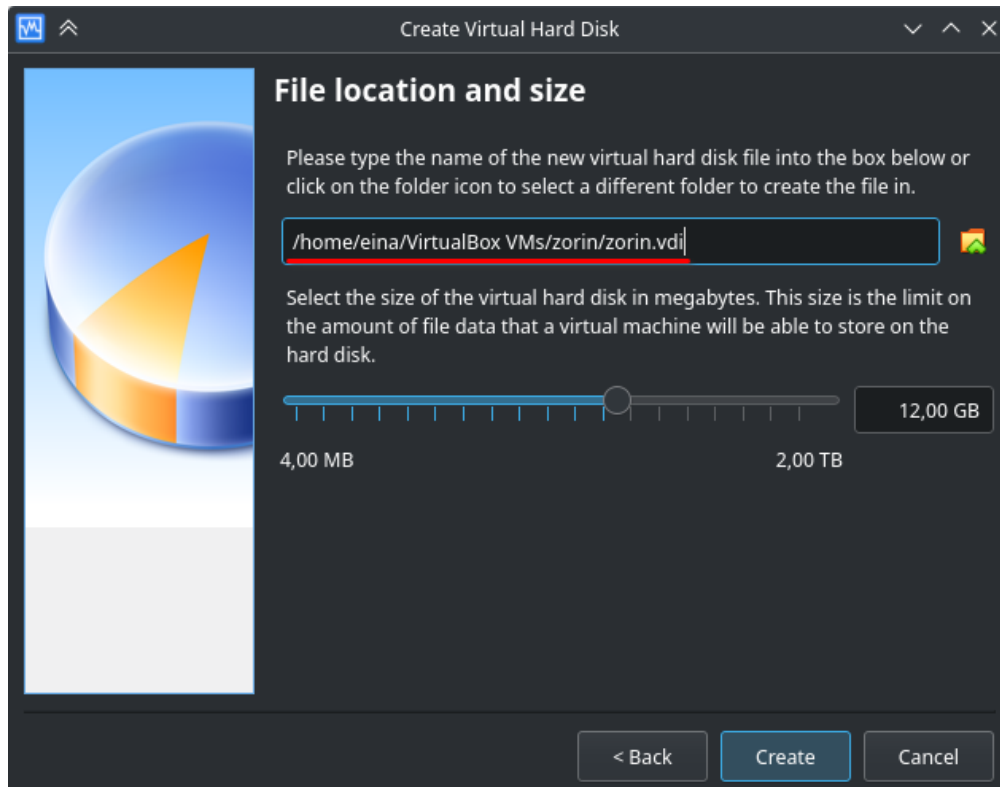 Create Virtual Hard Disk
File location and size
Please type the name of the new virtual hard disk file into the box below or
click on the folder icon to select a different folder to create the file in.
/home/eina/VirtualBox VMs/zorin/zorin.vdi
Select the size of the virtual hard disk in megabytes. This size is the limit on
the amount of file data that a virtual machine will be able to store on the
hard disk.
12,00 GB
4,00 MB
2,00 TB
< Back
Create
Cancel